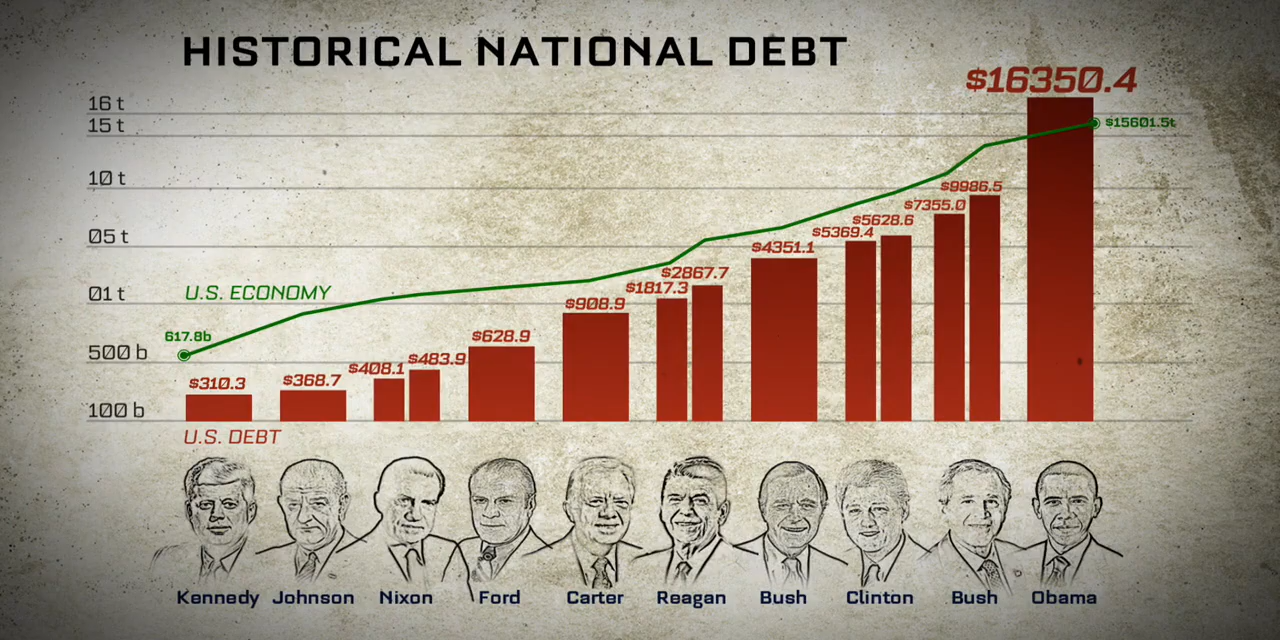 HISTORICAL NATIONAL DEBT
$16350.4
16 t
15 t
$15601.5t
10 t
$9986.5
$7355.0
$5628.6
$5369.4
05 t
$4351.1
$2867.7
$1817.3
01 t
U.S. ECONOMY
$908.9
617.8b
$628.9
500 b
$483.9
$408.1
$368.7
$310.3
100 b
U.S. DEBT
Kennedy Johnson Nixon Ford Carter Reagan Bush Clinton Bush Obama